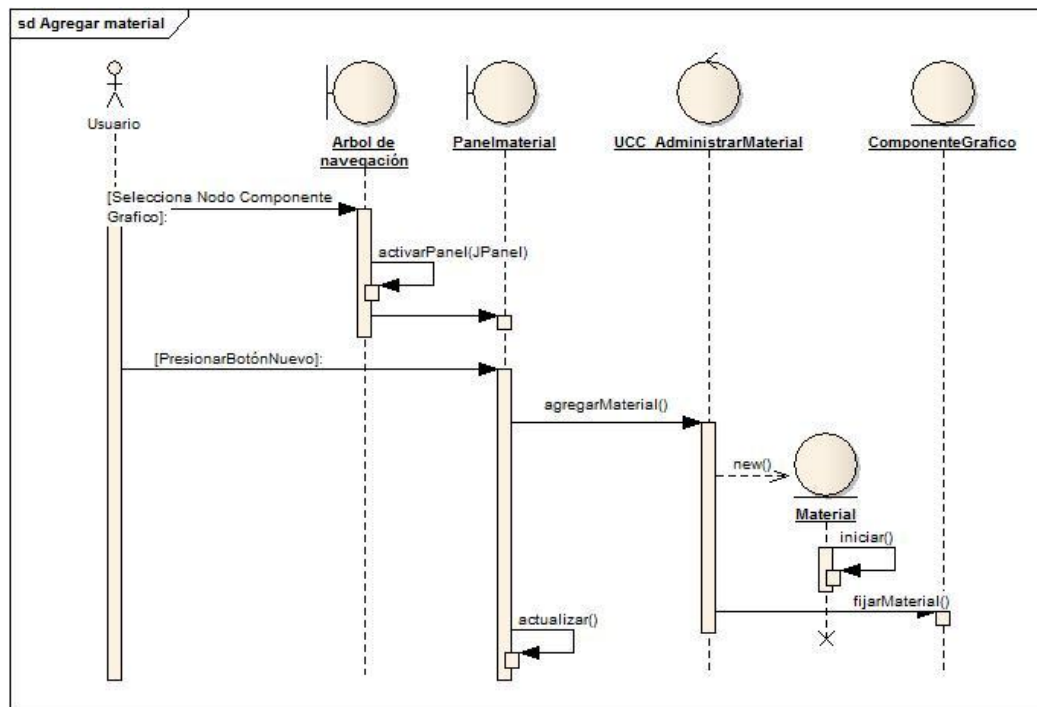 sd Agregar material
Usuario
Arbol de
navegación
Panelmaterial
UCC_AdministrarMaterial
ComponenteGrafico
[Selecciona Nodo Componente
Grafico]:
activarPanel(JPanel)
[PresionarBotónNuevo]:
agregarMaterial()
new()
Material
iniciar()
fijarMaterial()
actualizar()